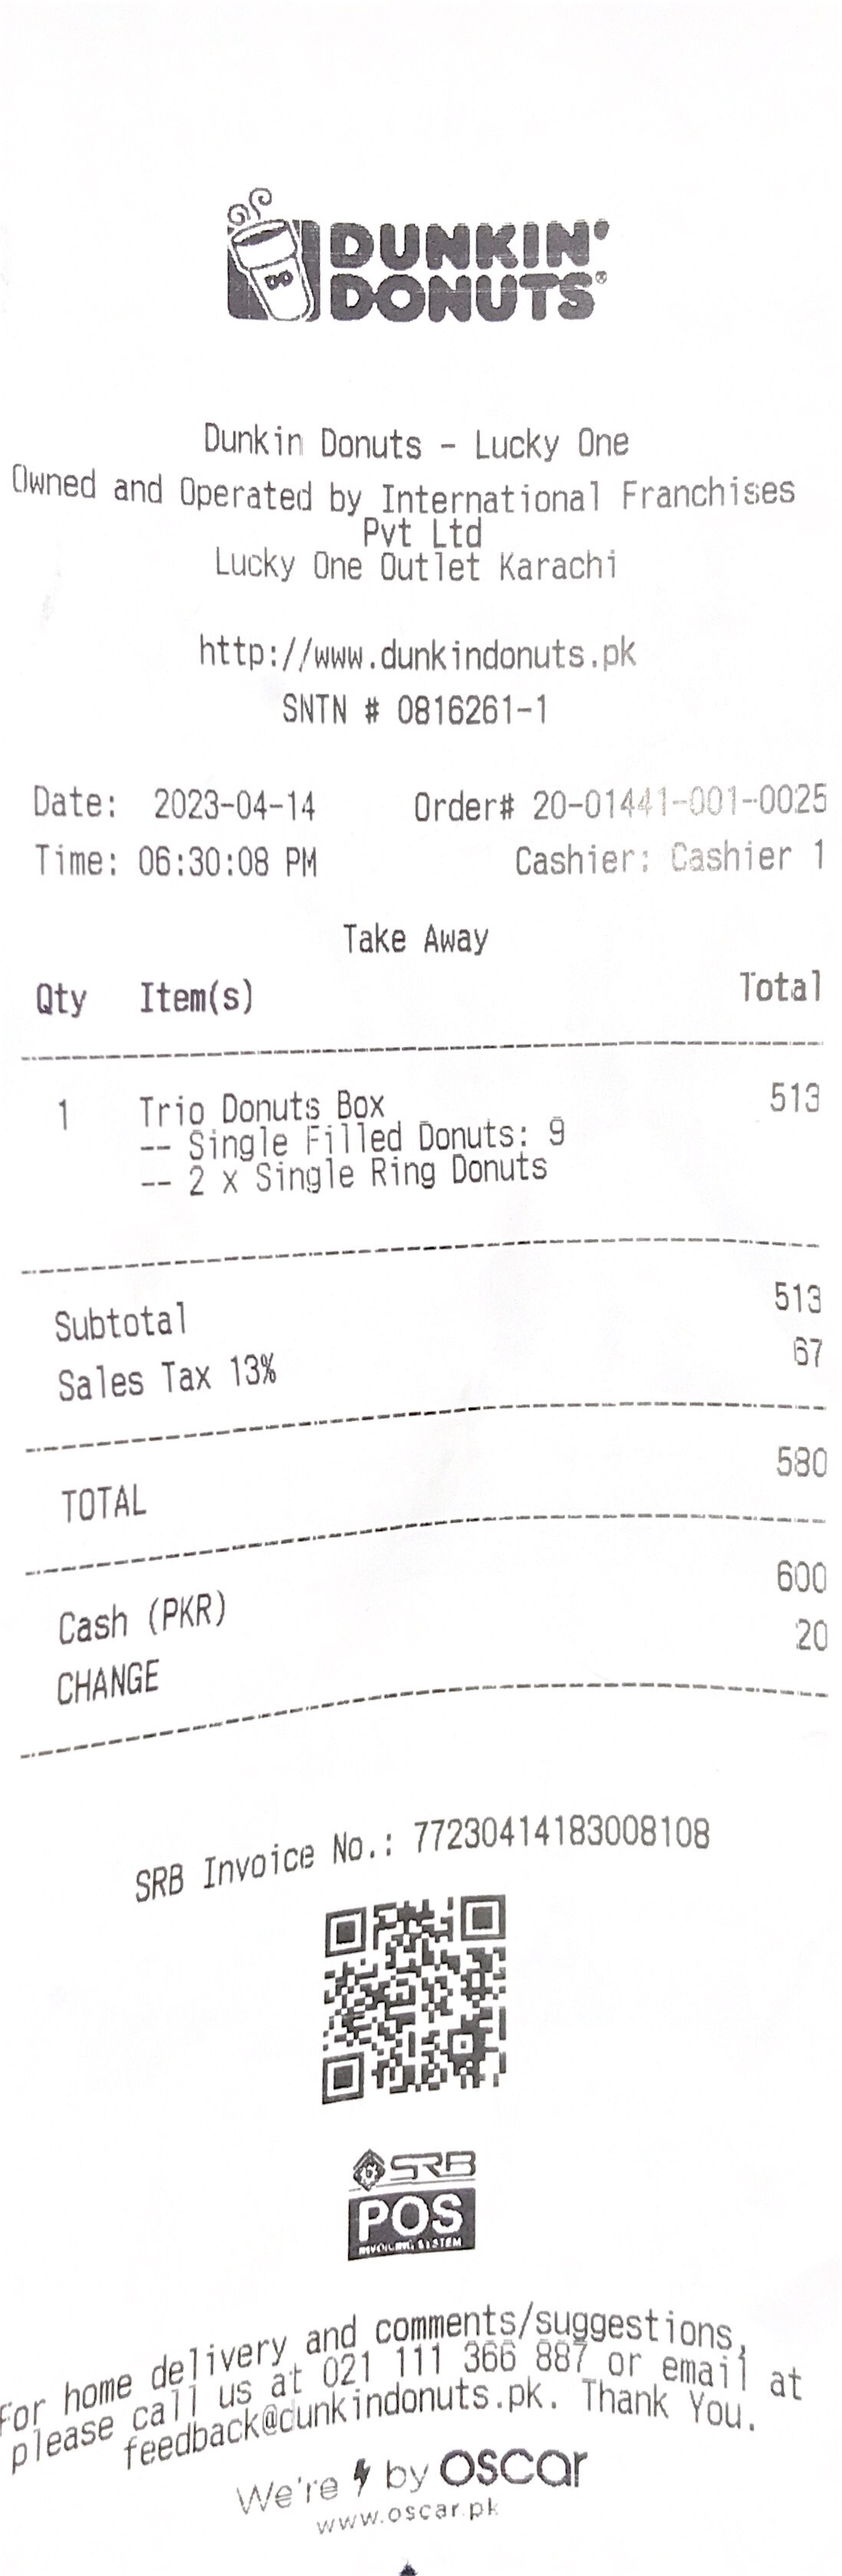 DUNKIN'
DONUTS®
Dunkin Donuts - Lucky One
Owned and Operated by International Franchises
Pvt Ltd
Lucky One Outlet Karachi
http://www.dunkindonuts.pk
SNTN # 0816261-1
Date: 2023-04-14 Order# 20-01441-001-0025
Time: 06:30:08 PM Cashier: Cashier 1
Take Away
Qty Item(s) Total
1 Trio Donuts Box 513
-- Single Filled Donuts: 9
-- 2 x Single Ring Donuts
Subtotal 513
Sales Tax 13% 67
TOTAL 580
Cash (PKR) 600
CHANGE 20
SRB Invoice No.: 77230414183008108
SRB
POS
INVOICING SYSTEM
For home delivery and comments/suggestions,
please call us at 021 111 366 887 or email at
feedback@dunkindonuts.pk. Thank You.
We're by OSCar
www.oscar.pk